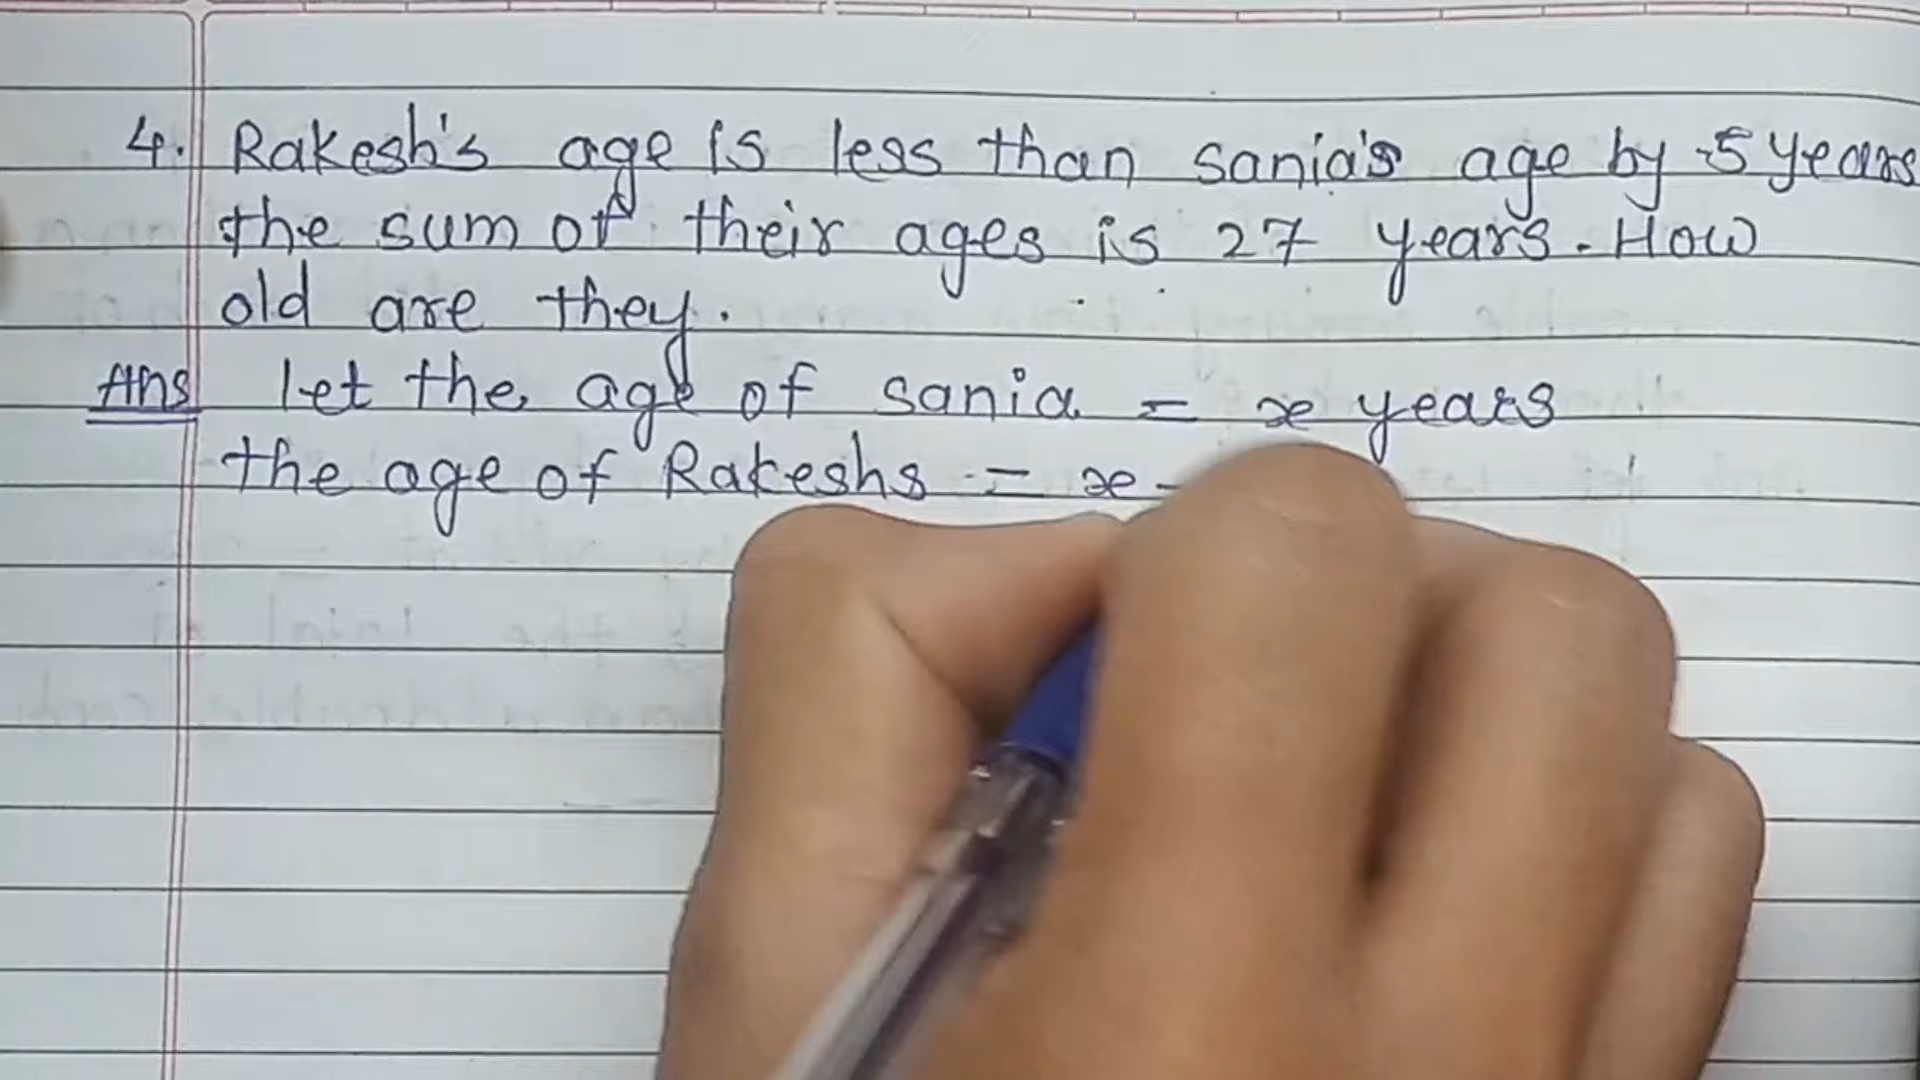 4. Rakesh's age is less than sania's age by 5 years
the sum of their ages is 27 years. How
old are they.
Ans let the age of sania = x years
the age of Rakeshs = x -